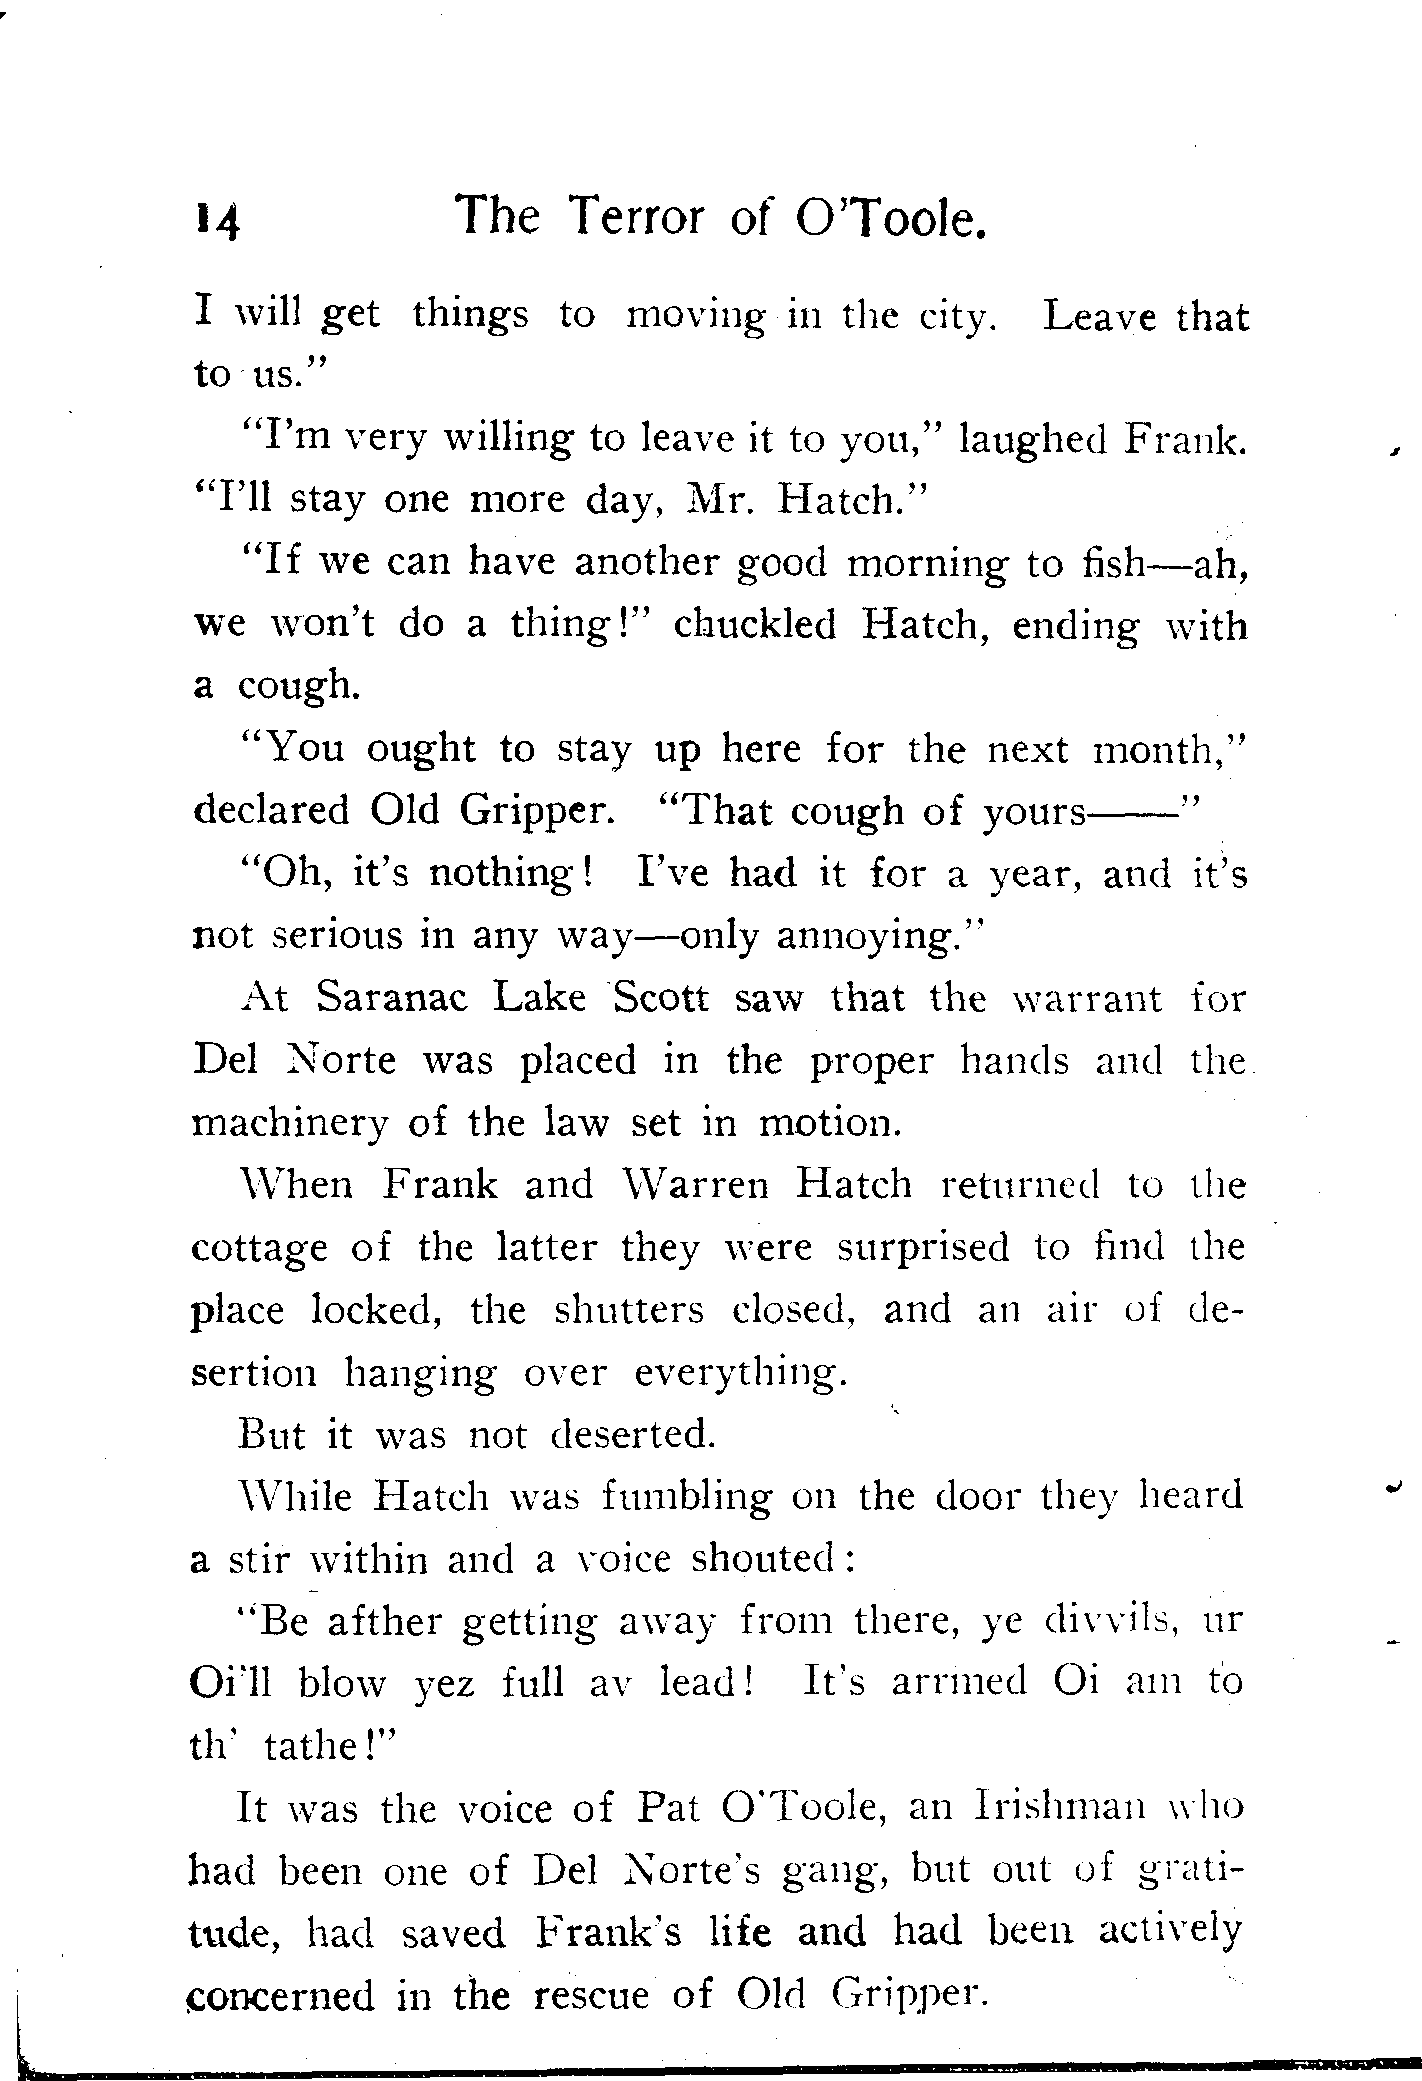 14 The Terror of O'Toole.
I will get things to moving in the city. Leave that
to us."
"I'm very willing to leave it to you," laughed Frank.
"I'll stay one more day, Mr. Hatch."
"If we can have another good morning to fish—ah,
we won't do a thing!" chuckled Hatch, ending with
a cough.
"You ought to stay up here for the next month,"
declared Old Gripper. "That cough of yours——"
"Oh, it's nothing! I've had it for a year, and it's
not serious in any way—only annoying."
At Saranac Lake Scott saw that the warrant for
Del Norte was placed in the proper hands and the
machinery of the law set in motion.
When Frank and Warren Hatch returned to the
cottage of the latter they were surprised to find the
place locked, the shutters closed, and an air of de-
sertion hanging over everything.
But it was not deserted.
While Hatch was fumbling on the door they heard
a stir within and a voice shouted:
"Be afther getting away from there, ye divvils, ur
Oi'll blow yez full av lead! It's arrmed Oi am to
th' tathe!"
It was the voice of Pat O'Toole, an Irishman who
had been one of Del Norte's gang, but out of grati-
tude, had saved Frank's life and had been actively
concerned in the rescue of Old Gripper.